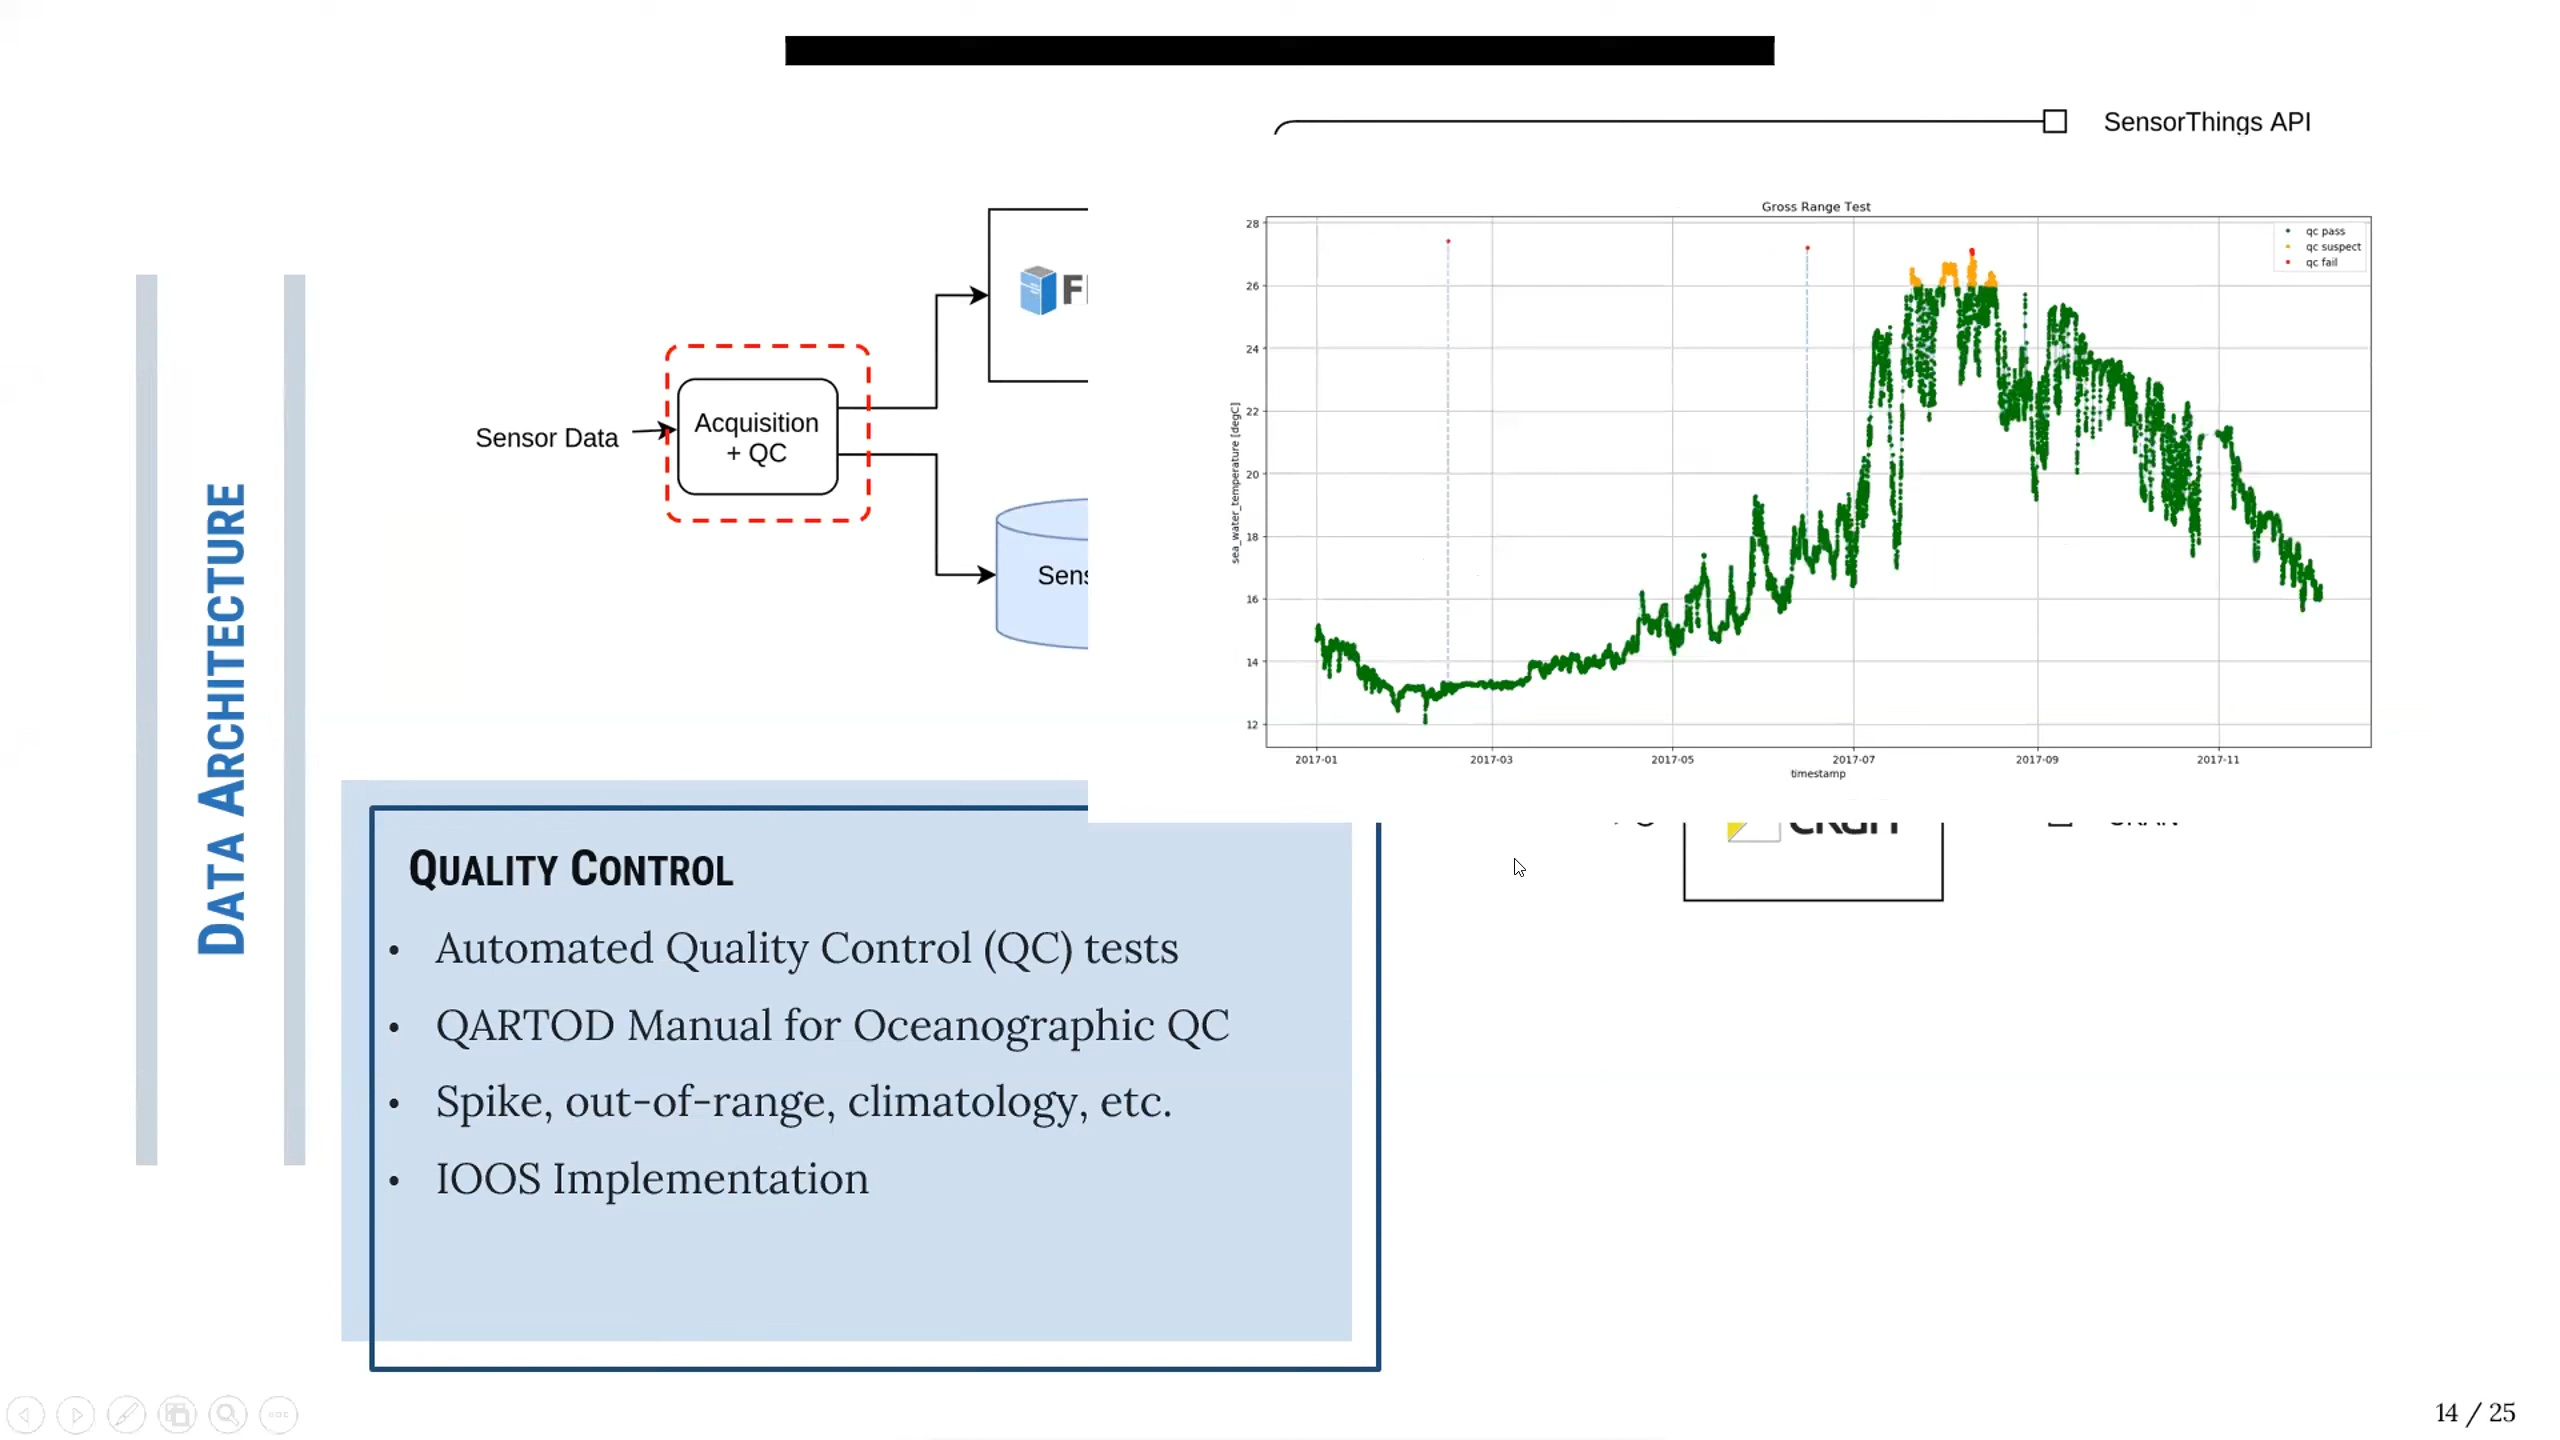 SensorThings API
Gross Range Test
qc pass
qc suspect
qc fail
28
26
24
22
20
18
16
14
12
sea_water_temperature [degC]
2017-01
2017-03
2017-05
2017-07
2017-09
2017-11
timestamp
Sensor Data
Acquisition
+ QC
DATA ARCHITECTURE
QUALITY CONTROL
• Automated Quality Control (QC) tests
• QARTOD Manual for Oceanographic QC
• Spike, out-of-range, climatology, etc.
• IOOS Implementation
14 / 25